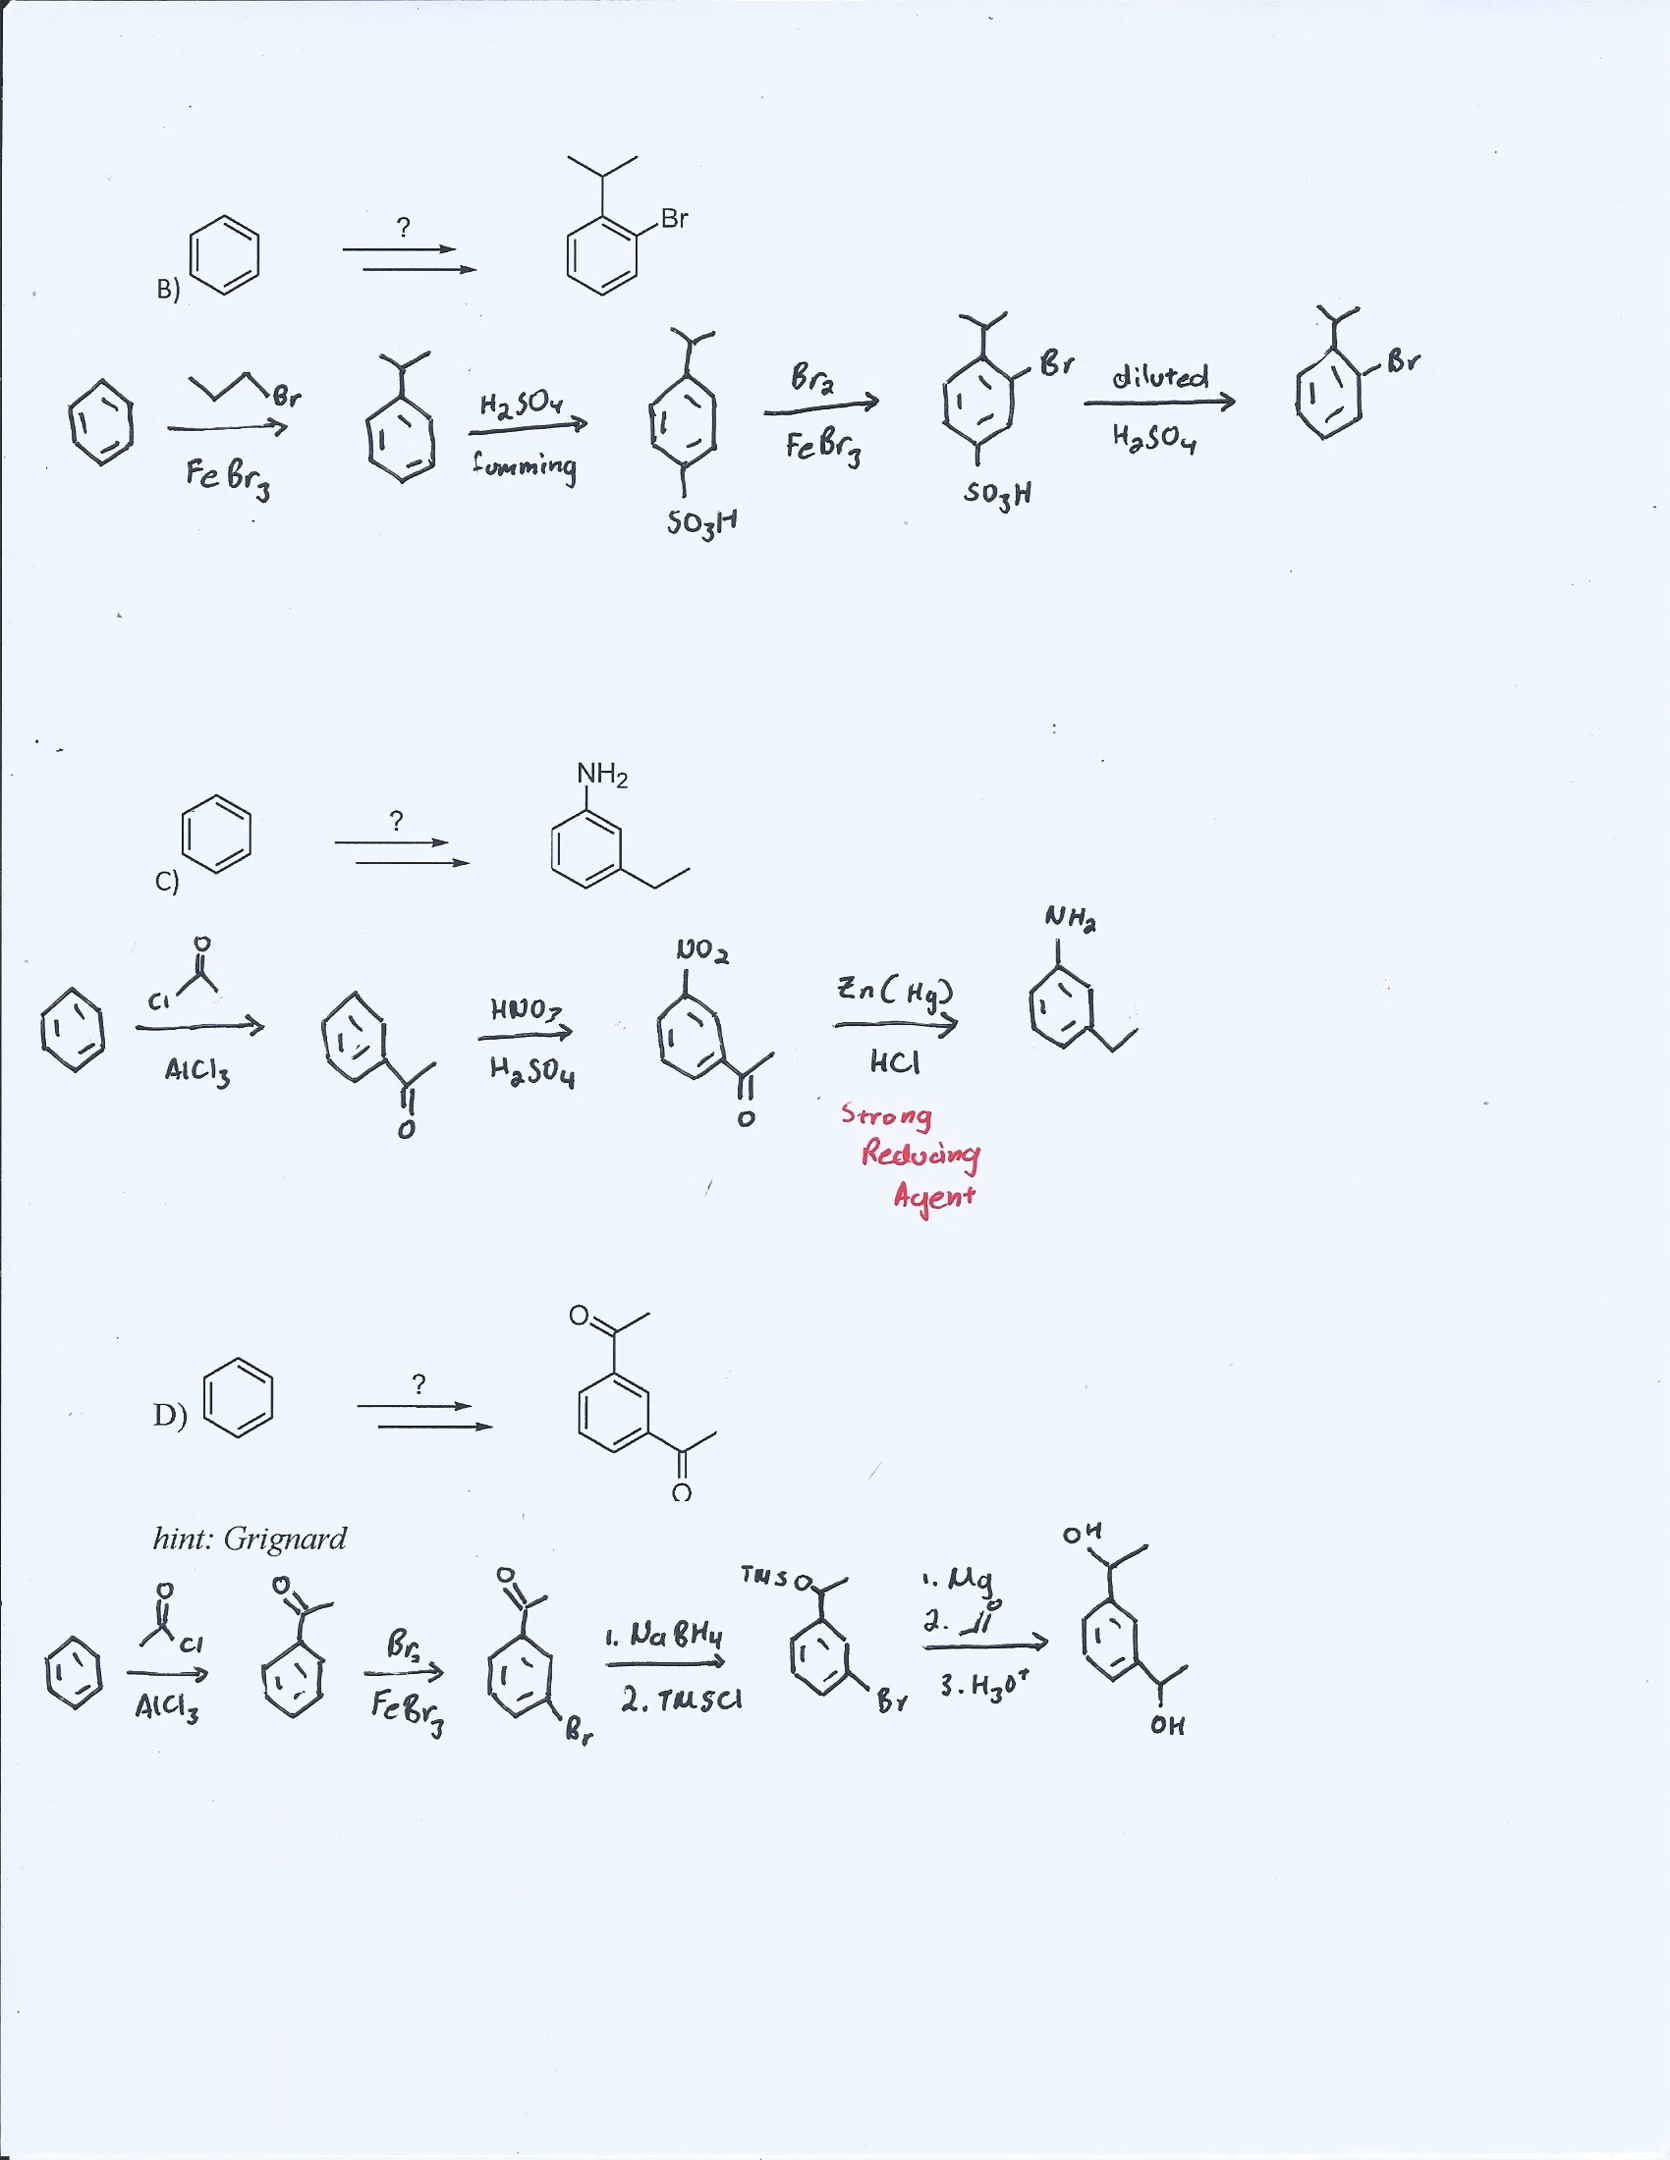 ?
Br
B)
Br
FeBr3
H2SO4
fumming
SO3H
Br2
FeBr3
Br
SO3H
diluted
H2SO4
Br
NH2
?
C)
O
Cl
AlCl3
O
HNO3
H2SO4
NO2
O
Zn(Hg)
HCl
Strong
Reducing
Agent
NH2
O
?
D)
O
hint: Grignard
O
Cl
AlCl3
O
Br2
FeBr3
O
Br
1. NaBH4
2. TMSCl
TMSO
Br
1. Mg
2. O
3. H3O+
OH
OH